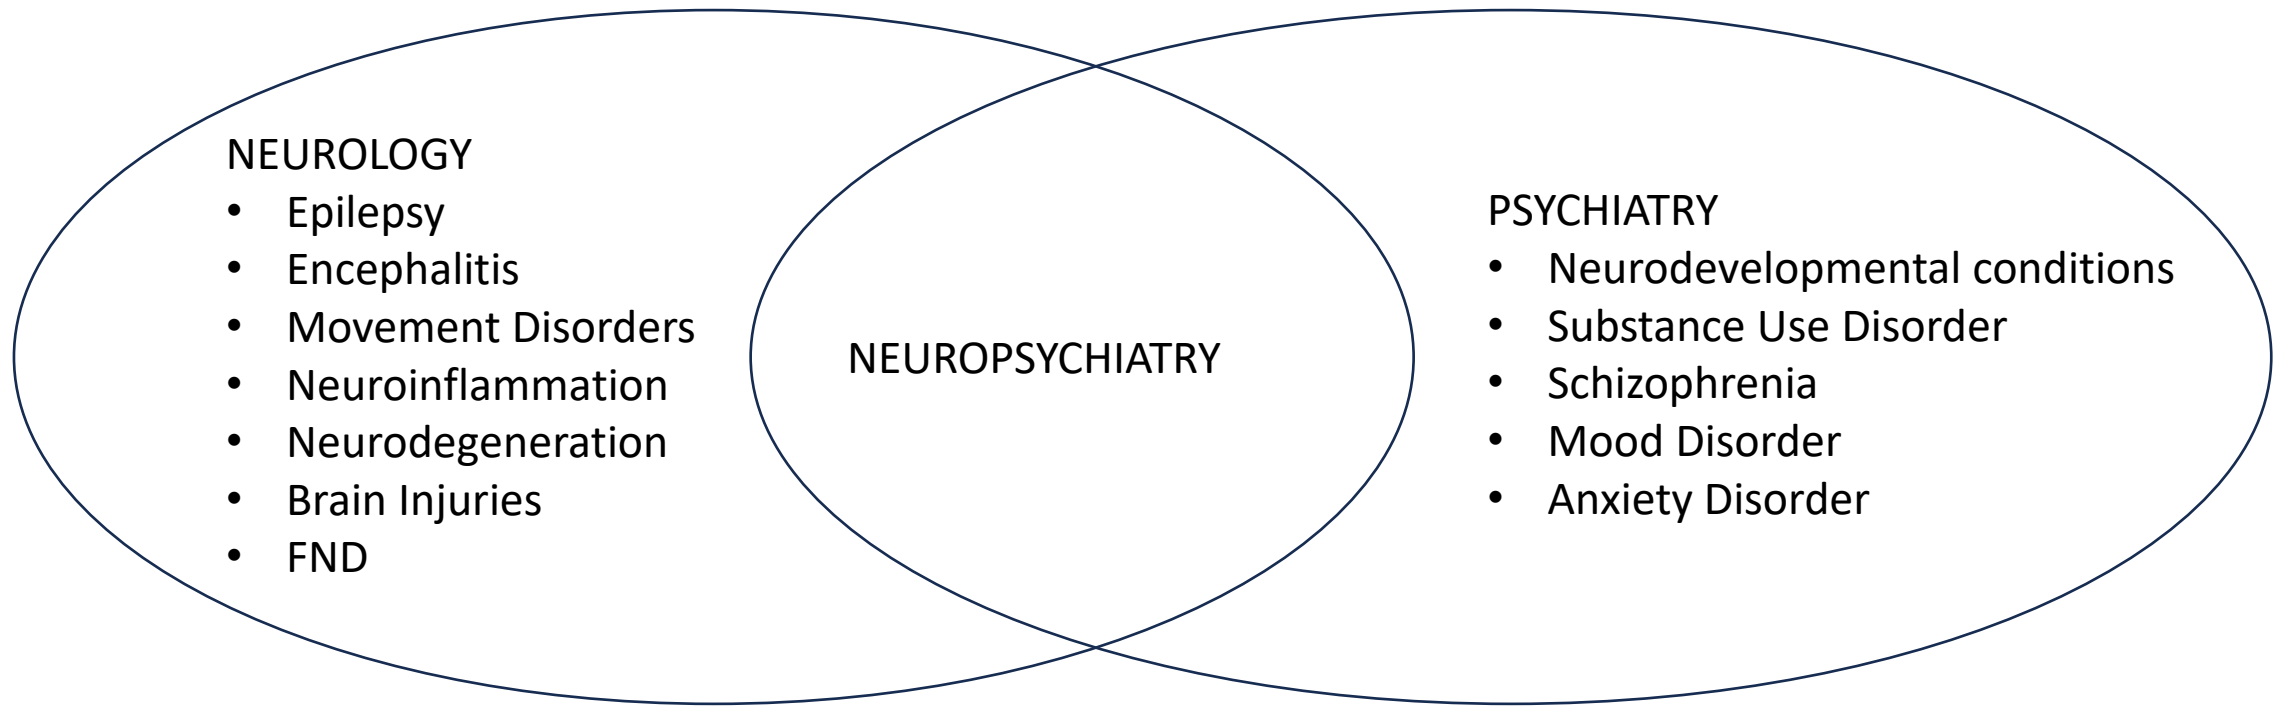 NEUROLOGY
• Epilepsy
• Encephalitis
• Movement Disorders
• Neuroinflammation
• Neurodegeneration
• Brain Injuries
• FND
NEUROPSYCHIATRY
PSYCHIATRY
• Neurodevelopmental conditions
• Substance Use Disorder
• Schizophrenia
• Mood Disorder
• Anxiety Disorder